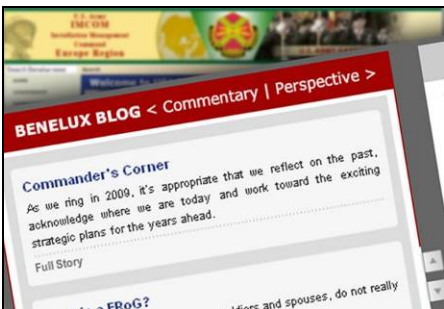 U.S. Army
IMCOM
Installation Management
Command
Europe Region
BENELUX BLOG < Commentary | Perspective >
Commander's Corner
As we ring in 2009, it's appropriate that we reflect on the past,
acknowledge where we are today and work toward the exciting
strategic plans for the years ahead.
Full Story
a FRoG?
and spouses, do not really